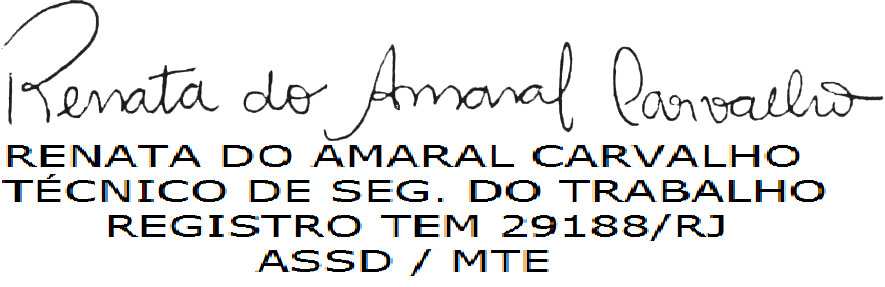 Renata do Amaral Carvalho
RENATA DO AMARAL CARVALHO
TÉCNICO DE SEG. DO TRABALHO
REGISTRO TEM 29188/RJ
ASSD / MTE